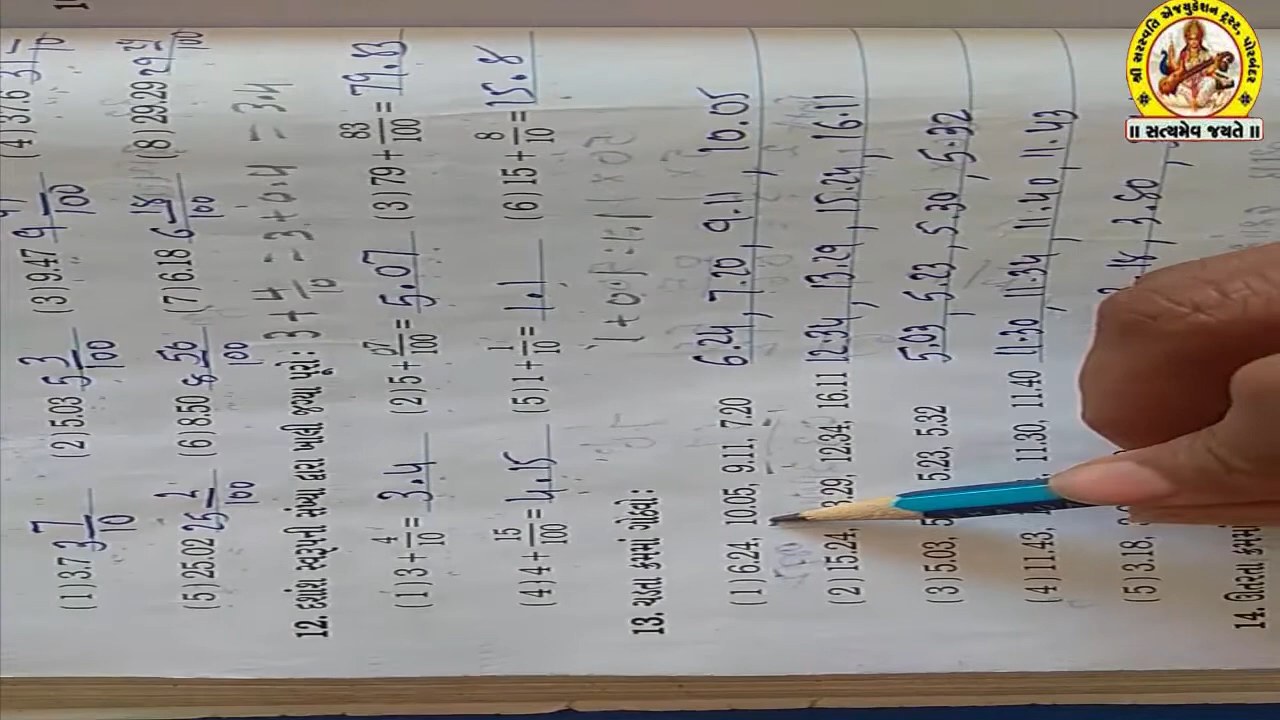 (1) 3.7 3 7/10 (2) 5.03 5 3/100 (3) 9.47 9 /100 (4) 37.6 37 /10
(5) 25.02 25 2/100 (6) 8.50 8 50/100 (7) 6.18 6 18/100 (8) 29.29 29 29/100
12. દશાંશ સ્વરૂપની સંખ્યા દ્વારા ખાલી જગ્યા પૂરો : 3 + 4/10 = 3 + 0.4 = 3.4
(1) 3 + 4/10 = 3.4 (2) 5 + 07/100 = 5.07 (3) 79 + 83/100 = 79.83
(4) 4 + 15/100 = 4.15 (5) 1 + 1/10 = 1.1 (6) 15 + 8/10 = 15.8
13. ચડતા ક્રમમાં ગોઠવો :
(1) 6.24, 10.05, 9.11, 7.20 6.24, 7.20, 9.11, 10.05
(2) 15.24, 13.29, 12.34, 16.11 12.34, 13.29, 15.24, 16.11
(3) 5.03, 5.23, 5.32 5.03, 5.23, 5.30, 5.32
(4) 11.43, 11.30, 11.40 11.30, 11.34, 11.40, 11.43
(5) 3.18, 3.80
14. ઊતરતા ક્રમમાં
શ્રી સરસ્વતિ એજ્યુકેશન ટ્રસ્ટ, પોરબંદર
॥ સત્યમેવ જયતે ॥